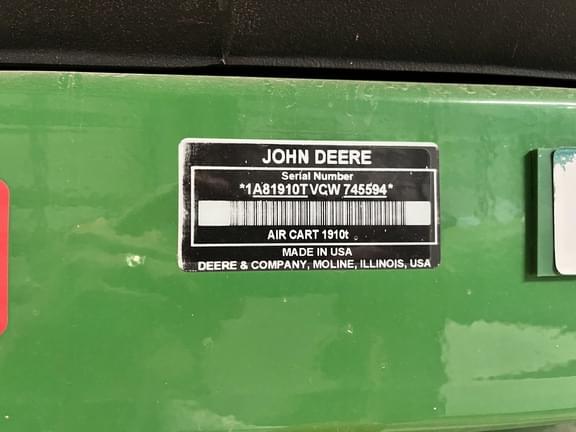 JOHN DEERE
Serial Number
*1A81910TVCW745594*
AIR CART 1910t
MADE IN USA
DEERE & COMPANY, MOLINE, ILLINOIS, USA